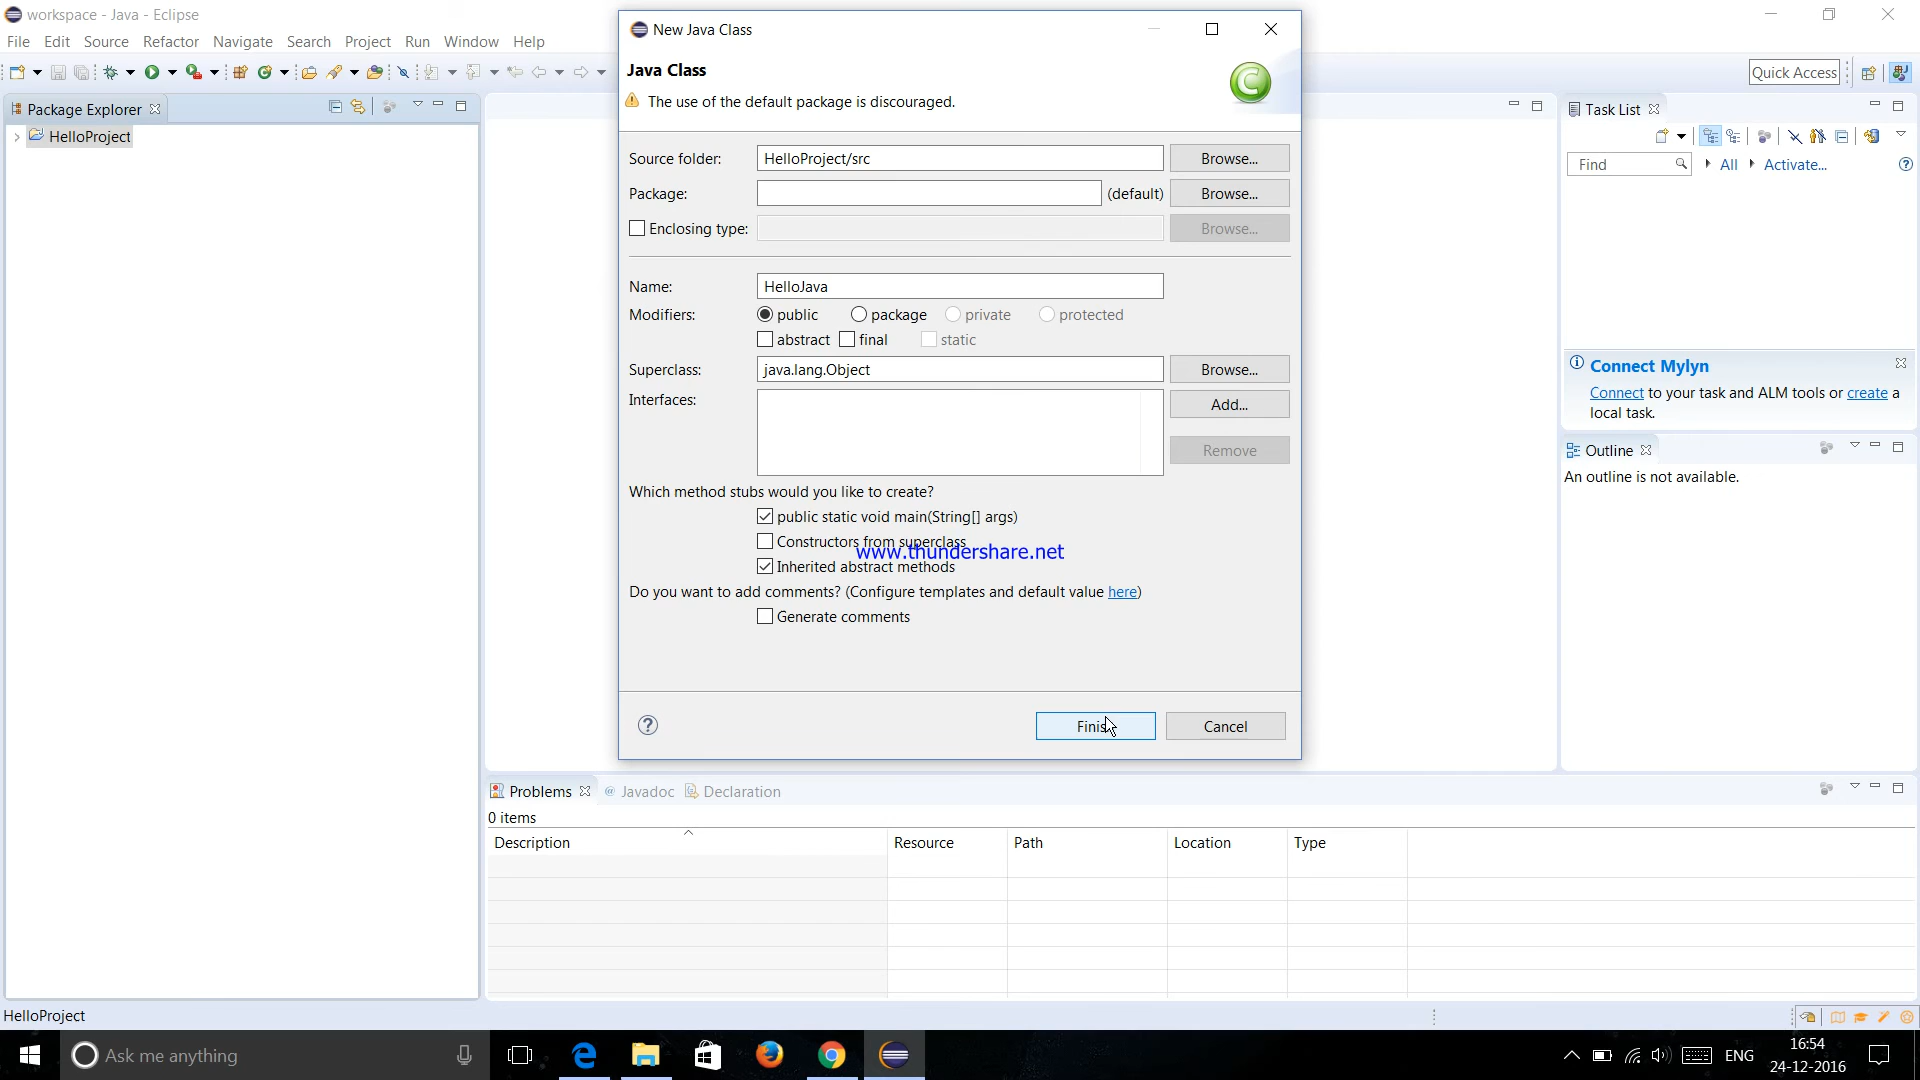 workspace - Java - Eclipse
File Edit Source Refactor Navigate Search Project Run Window Help
Quick Access
Package Explorer
HelloProject
New Java Class
Java Class
The use of the default package is discouraged.
Source folder: HelloProject/src Browse...
Package: (default) Browse...
Enclosing type: Browse...
Name: HelloJava
Modifiers: public package private protected
abstract final static
Superclass: java.lang.Object Browse...
Interfaces: Add...
Remove
Which method stubs would you like to create?
public static void main(String[] args)
Constructors from superclass
www.thundershare.net
Inherited abstract methods
Do you want to add comments? (Configure templates and default value here)
Generate comments
Finis Cancel
Task List
Find All Activate...
Connect Mylyn
Connect to your task and ALM tools or create a
local task.
Outline
An outline is not available.
Problems Javadoc Declaration
0 items
Description Resource Path Location Type
HelloProject
Ask me anything
ENG
16:54
24-12-2016